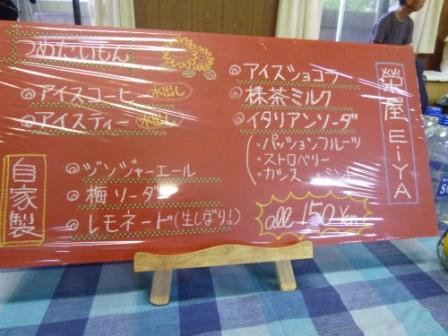 つめたいもん
◎アイスコーヒー 水出し
◎アイスティー 水出し
自家製
◎ジンジャーエール
◎梅ソーダ
◎レモネード(生しぼり！)
◎アイスショコラ
◎抹茶ミルク
◎イタリアンソーダ
(・パッションフルーツ
・ストロベリー
・カシス
all 150 Yen
栄屋 EiYA